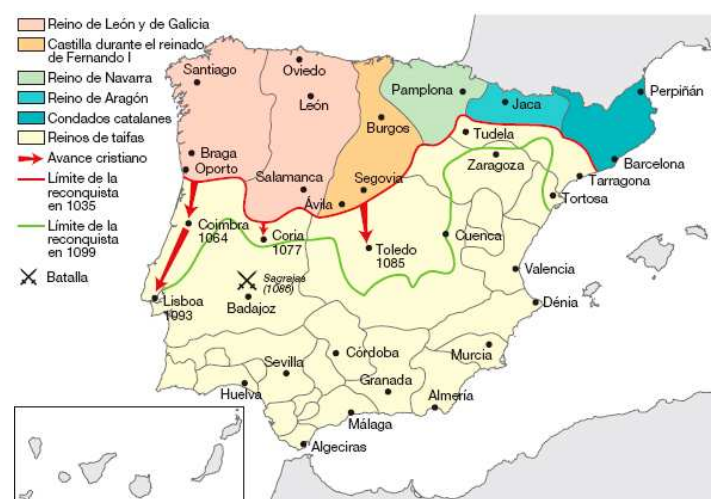 Reino de León y de Galicia
Castilla durante el reinado
de Fernando I
Reino de Navarra
Reino de Aragón
Condados catalanes
Reinos de taifas
Avance cristiano
Límite de la
reconquista
en 1035
Límite de la
reconquista
en 1099
Batalla
Santiago
Oviedo
León
Burgos
Pamplona
Jaca
Perpiñán
Tudela
Braga
Oporto
Salamanca
Segovia
Ávila
Zaragoza
Barcelona
Tarragona
Tortosa
Coimbra
1064
Coria
1077
Toledo
1085
Cuenca
Valencia
Sagrajas
(1086)
Lisboa
1093
Badajoz
Dénia
Córdoba
Murcia
Sevilla
Granada
Huelva
Almería
Málaga
Algeciras